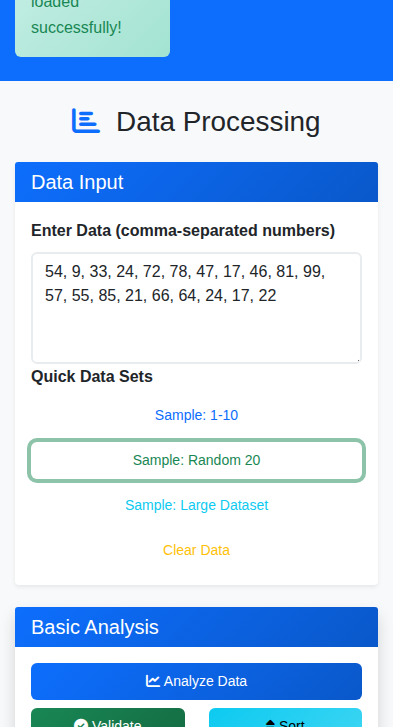 loaded
successfully!
Data Processing
Data Input
Enter Data (comma-separated numbers)
54, 9, 33, 24, 72, 78, 47, 17, 46, 81, 99,
57, 55, 85, 21, 66, 64, 24, 17, 22
Quick Data Sets
Sample: 1-10
Sample: Random 20
Sample: Large Dataset
Clear Data
Basic Analysis
Analyze Data
Validate Sort